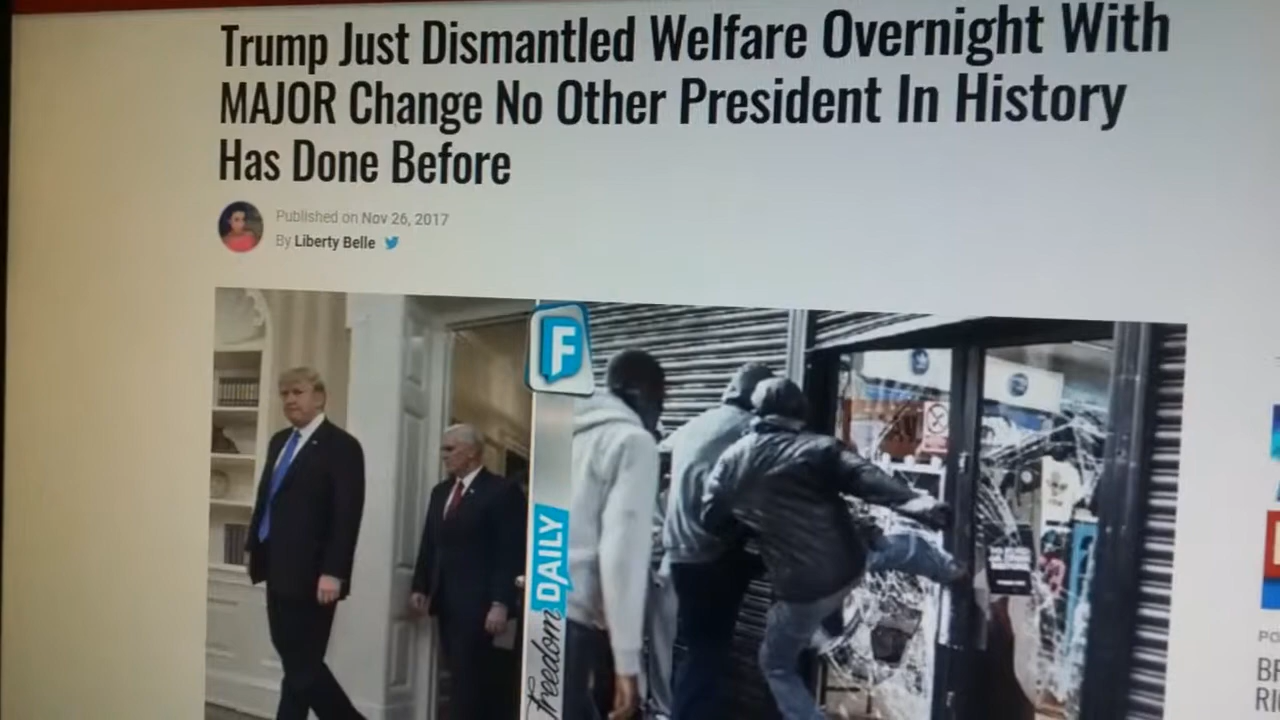 Trump Just Dismantled Welfare Overnight With
MAJOR Change No Other President In History
Has Done Before
Published on Nov 26, 2017
By Liberty Belle
F
freedom DAILY